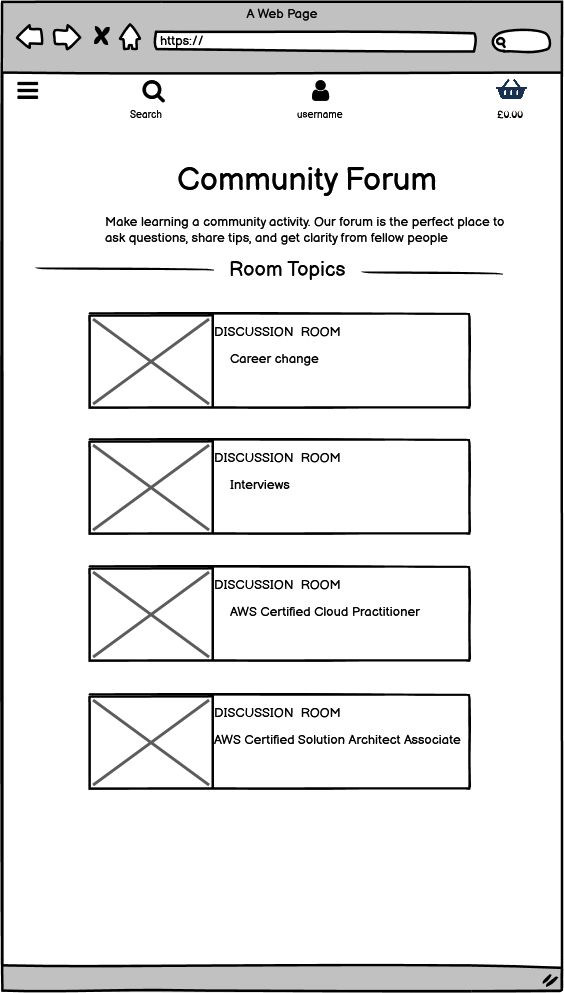 A Web Page
https://
Search
username
£0.00
Community Forum
Make learning a community activity. Our forum is the perfect place to
ask questions, share tips, and get clarity from fellow people
Room Topics
DISCUSSION ROOM
Career change
DISCUSSION ROOM
Interviews
DISCUSSION ROOM
AWS Certified Cloud Practitioner
DISCUSSION ROOM
AWS Certified Solution Architect Associate